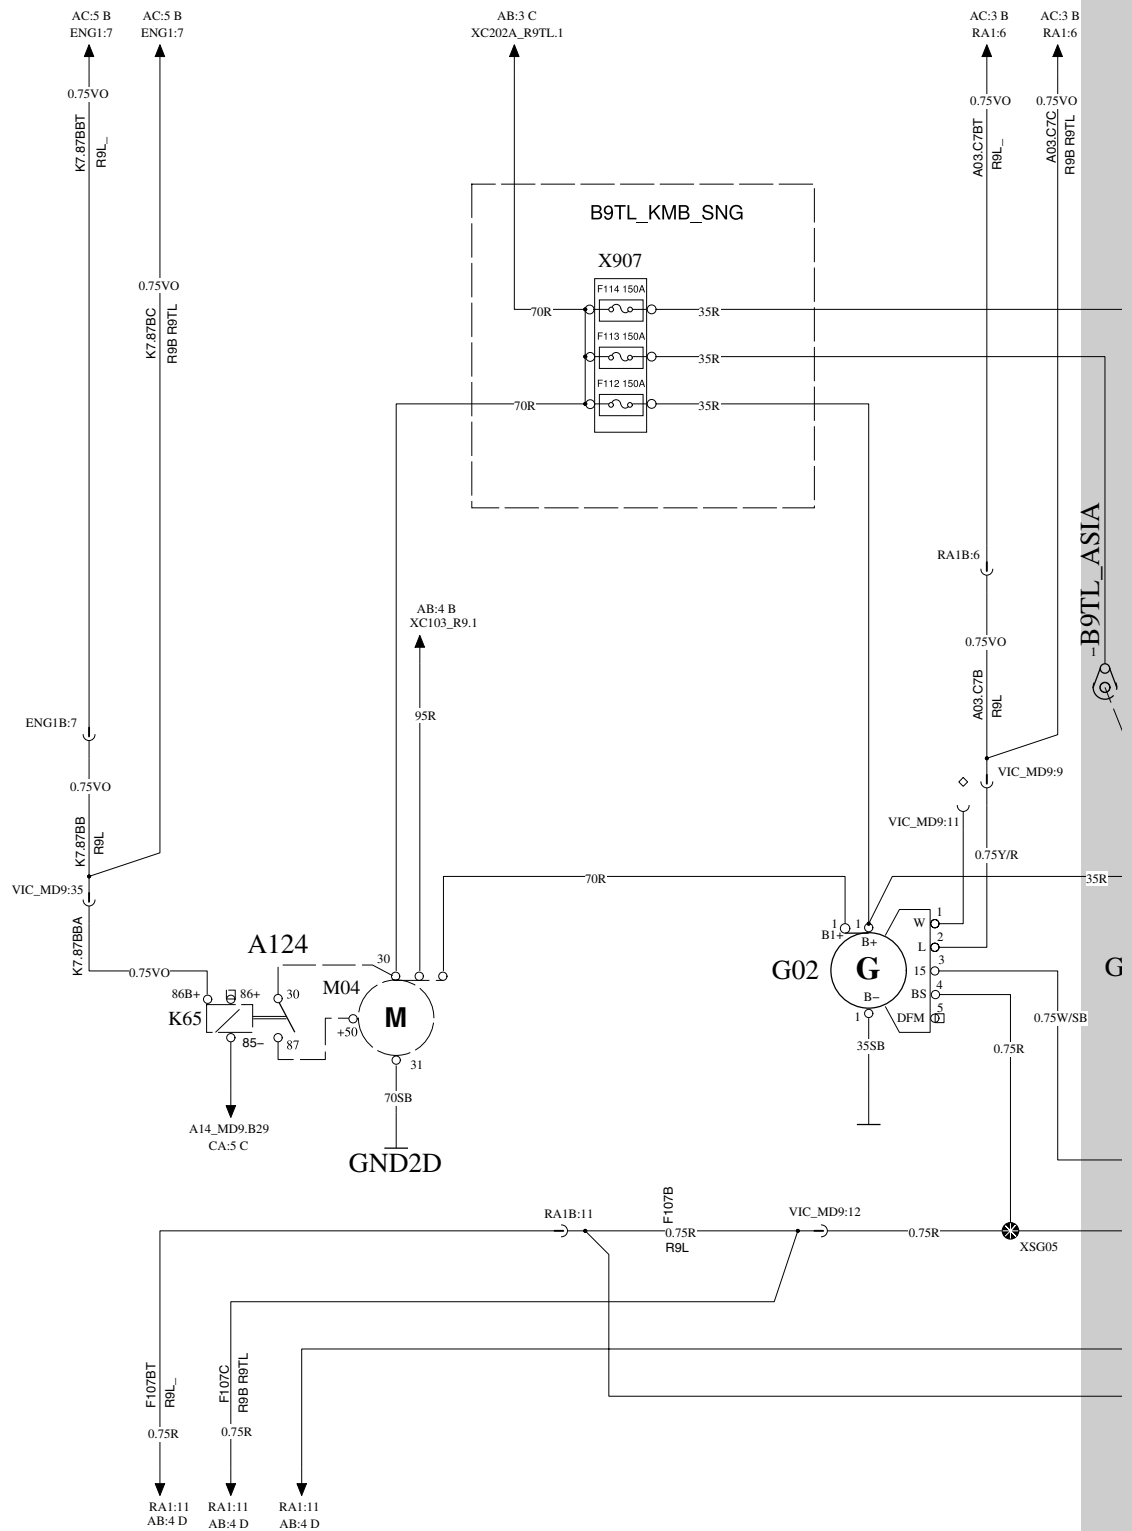 AC:5 B
ENG1:7
AC:5 B
ENG1:7
AB:3 C
XC202A_R9TL.1
AC:3 B
RA1:6
AC:3 B
RA1:6
0.75VO
K7.87BBT
R9L_
0.75VO
A03.C7BT
R9L_
0.75VO
A03.C7C
R9B R9TL
B9TL_KMB_SNG
X907
F114 150A
70R
35R
F113 150A
35R
F112 150A
70R
35R
0.75VO
K7.87BC
R9B R9TL
B9TL_ASIA
1
RA1B:6
AB:4 B
XC103_R9.1
0.75VO
A03.C7B
R9L
95R
ENG1B:7
0.75VO
K7.87BB
R9L
VIC_MD9:9
VIC_MD9:11
0.75Y/R
VIC_MD9:35
K7.87BBA
70R
35R
A124
30
M04
M
+50
31
0.75VO
86B+
86+
30
K65
85-
87
1
B1+
1
B+
G02
G
B-
1
W
1
L
2
15
3
BS
4
DFM
5
G
0.75W/SB
0.75R
35SB
70SB
A14_MD9.B29
CA:5 C
GND2D
RA1B:11
F107B
0.75R
R9L
VIC_MD9:12
0.75R
XSG05
F107BT
R9L_
0.75R
F107C
R9B R9TL
0.75R
RA1:11
AB:4 D
RA1:11
AB:4 D
RA1:11
AB:4 D